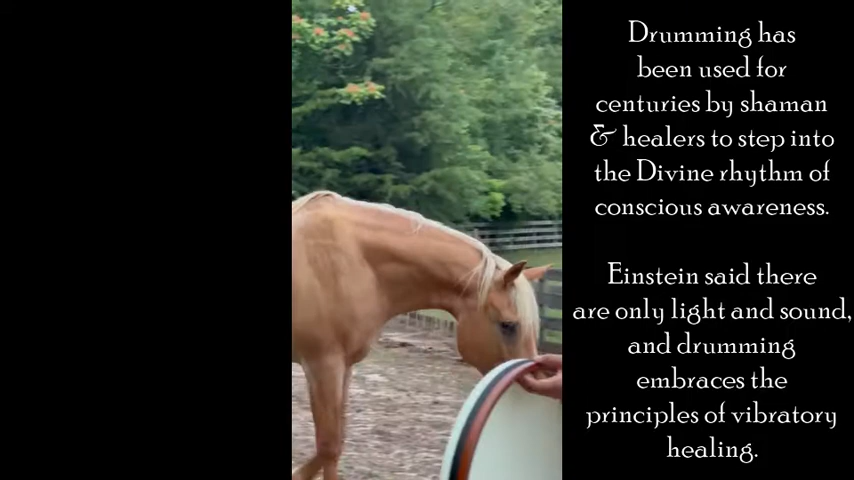 Drumming has
been used for
centuries by shaman
& healers to step into
the Divine rhythm of
conscious awareness.
Einstein said there
are only light and sound,
and drumming
embraces the
principles of vibratory
healing.